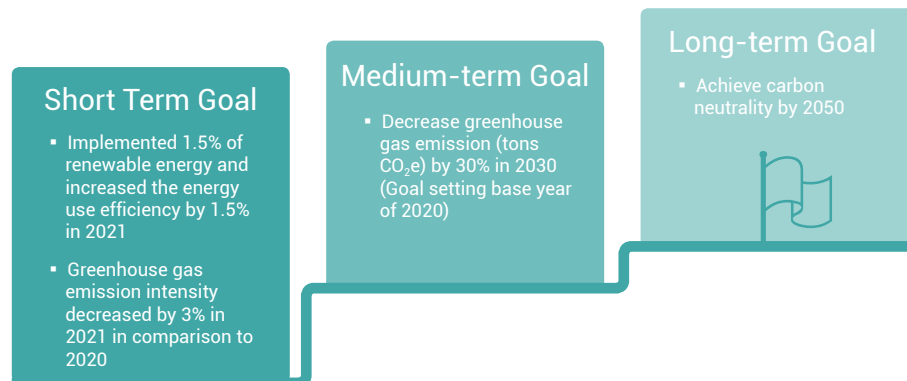 Short Term Goal
▪ Implemented 1.5% of
renewable energy and
increased the energy
use efficiency by 1.5%
in 2021
▪ Greenhouse gas
emission intensity
decreased by 3% in
2021 in comparison to
2020
Medium-term Goal
▪ Decrease greenhouse
gas emission (tons
CO₂e) by 30% in 2030
(Goal setting base year
of 2020)
Long-term Goal
▪ Achieve carbon
neutrality by 2050